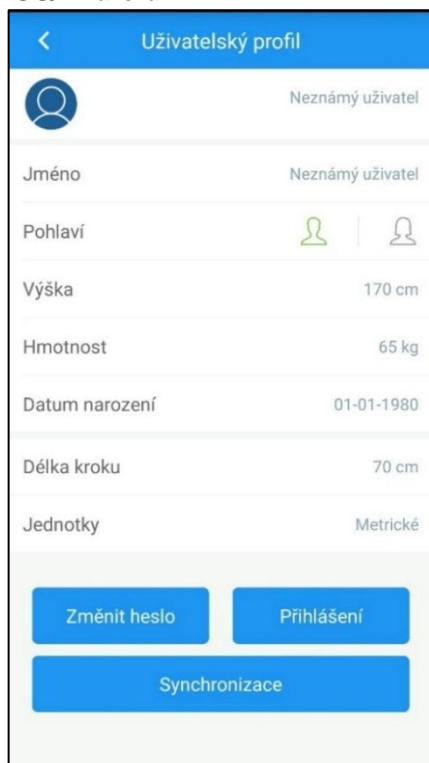 Uživatelský profil
Neznámý uživatel
Jméno Neznámý uživatel
Pohlaví
Výška 170 cm
Hmotnost 65 kg
Datum narození 01-01-1980
Délka kroku 70 cm
Jednotky Metrické
Změnit heslo Přihlášení
Synchronizace